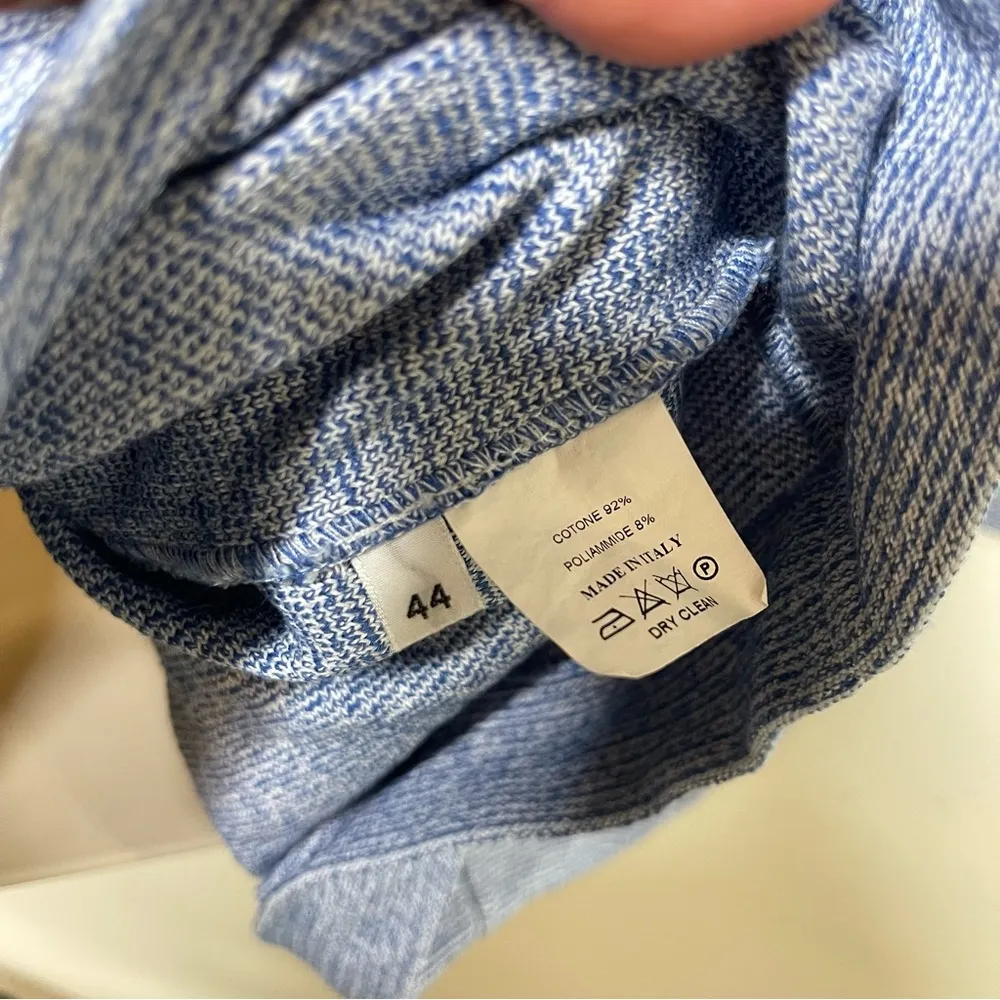 44
COTONE 92%
POLIAMMIDE 8%
MADE IN ITALY
P
DRY CLEAN